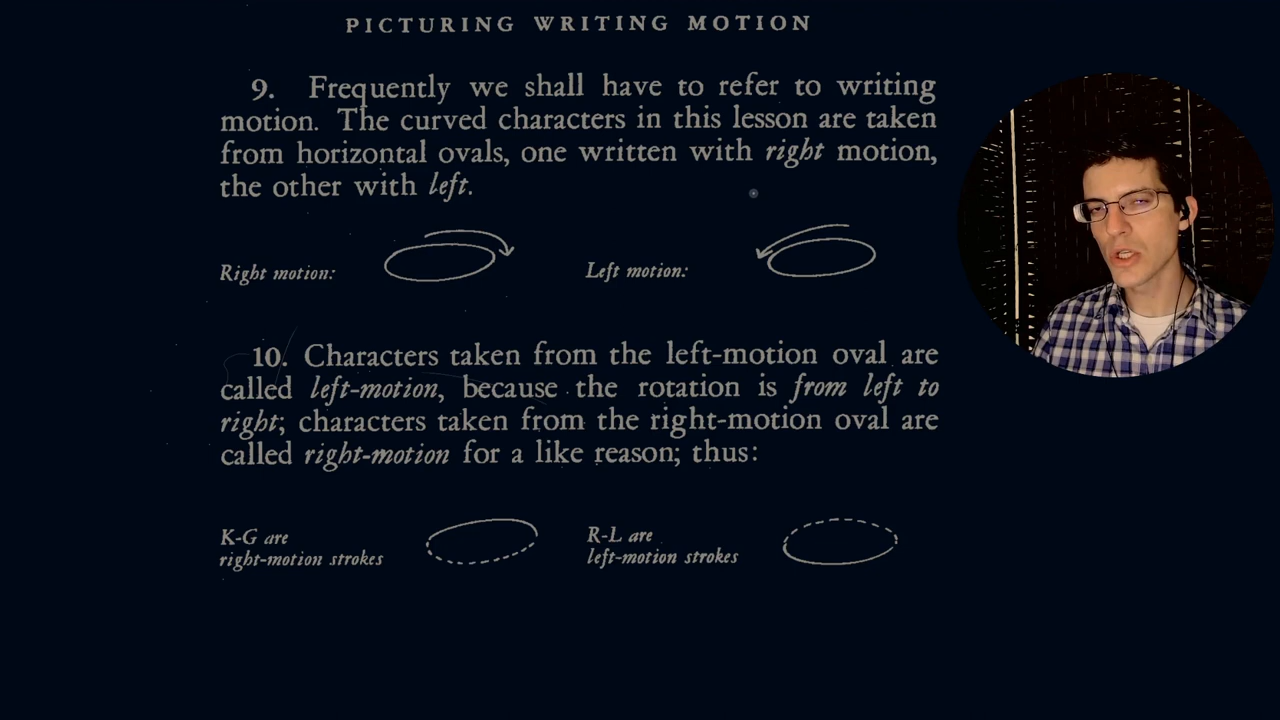 PICTURING WRITING MOTION
9. Frequently we shall have to refer to writing
motion. The curved characters in this lesson are taken
from horizontal ovals, one written with right motion,
the other with left.
Right motion:
Left motion:
10. Characters taken from the left-motion oval are
called left-motion, because the rotation is from left to
right; characters taken from the right-motion oval are
called right-motion for a like reason; thus:
K-G are
right-motion strokes
R-L are
left-motion strokes